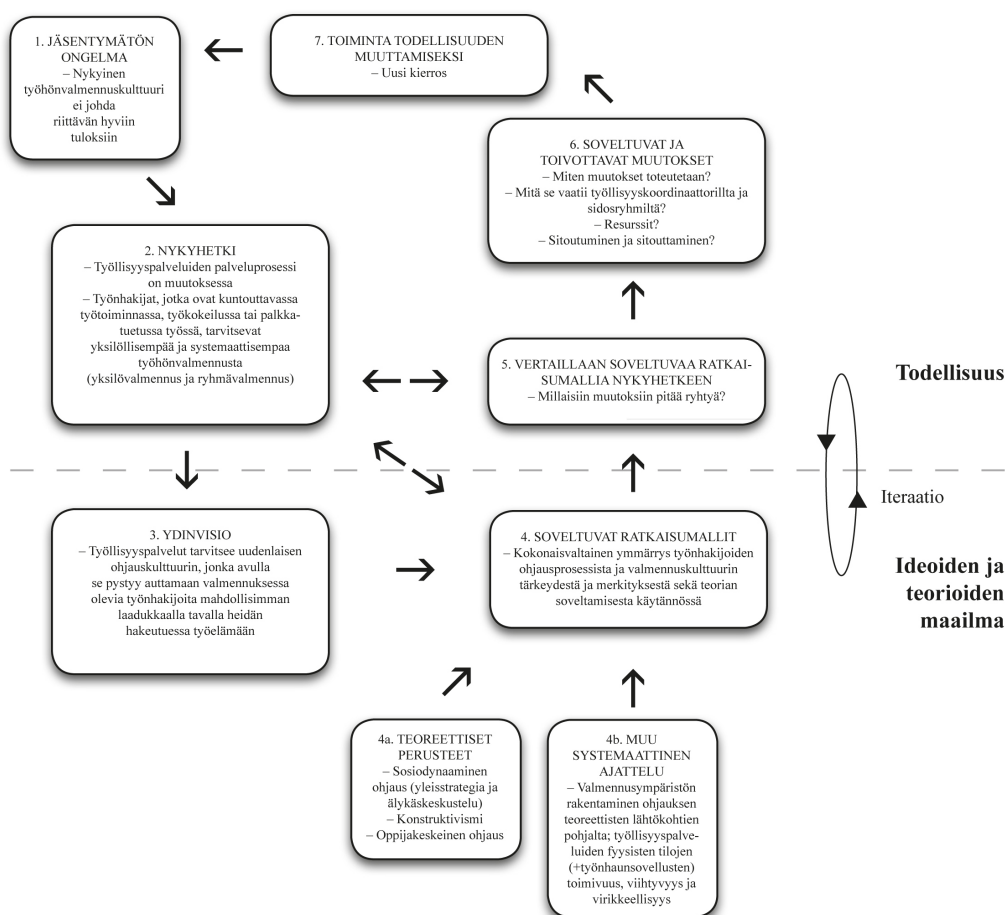 1. JÄSENTYMÄTÖN
ONGELMA
– Nykyinen
työhönvalmennuskulttuuri
ei johda
riittävän hyviin
tuloksiin
7. TOIMINTA TODELLISUUDEN
MUUTTAMISEKSI
– Uusi kierros
6. SOVELTUVAT JA
TOIVOTTAVAT MUUTOKSET
– Miten muutokset toteutetaan?
– Mitä se vaatii työllisyyskoordinaattorillta ja
sidosryhmiltä?
– Resurssit?
– Sitoutuminen ja sitouttaminen?
2. NYKYHETKI
– Työllisyyspalveluiden palveluprosessi
on muutoksessa
– Työnhakijat, jotka ovat kuntouttavassa
työtoiminnassa, työkokeilussa tai palkka-
tuetussa työssä, tarvitsevat
yksilöllisempää ja systemaattisempaa
työhönvalmennusta
(yksilövalmennus ja ryhmävalmennus)
5. VERTAILLAAN SOVELTUVAA RATKAI-
SUMALLIA NYKYHETKEEN
– Millaisiin muutoksiin pitää ryhtyä?
Todellisuus
Iteraatio
3. YDINVISIO
– Työllisyyspalvelut tarvitsee uudenlaisen
ohjauskulttuurin, jonka avulla
se pystyy auttamaan valmennuksessa
olevia työnhakijoita mahdollisimman
laadukkaalla tavalla heidän
hakeutuessa työelämään
4. SOVELTUVAT RATKAISUMALLIT
– Kokonaisvaltainen ymmärrys työnhakijoiden
ohjausprosessista ja valmennuskulttuurin
tärkeydestä ja merkityksestä sekä teorian
soveltamisesta käytännössä
Ideoiden ja
teorioiden
maailma
4a. TEOREETTISET
PERUSTEET
– Sosiodynaaminen
ohjaus (yleisstrategia ja
älykäskeskustelu)
– Konstruktivismi
– Oppijakeskeinen ohjaus
4b. MUU
SYSTEMAATTINEN
AJATTELU
– Valmennusympäristön
rakentaminen ohjauksen
teoreettisten lähtökohtien
pohjalta; työllisyyspalve-
luiden fyysisten tilojen
(+työnhaunsovellusten)
toimivuus, viihtyvyys ja
virikkeellisyys